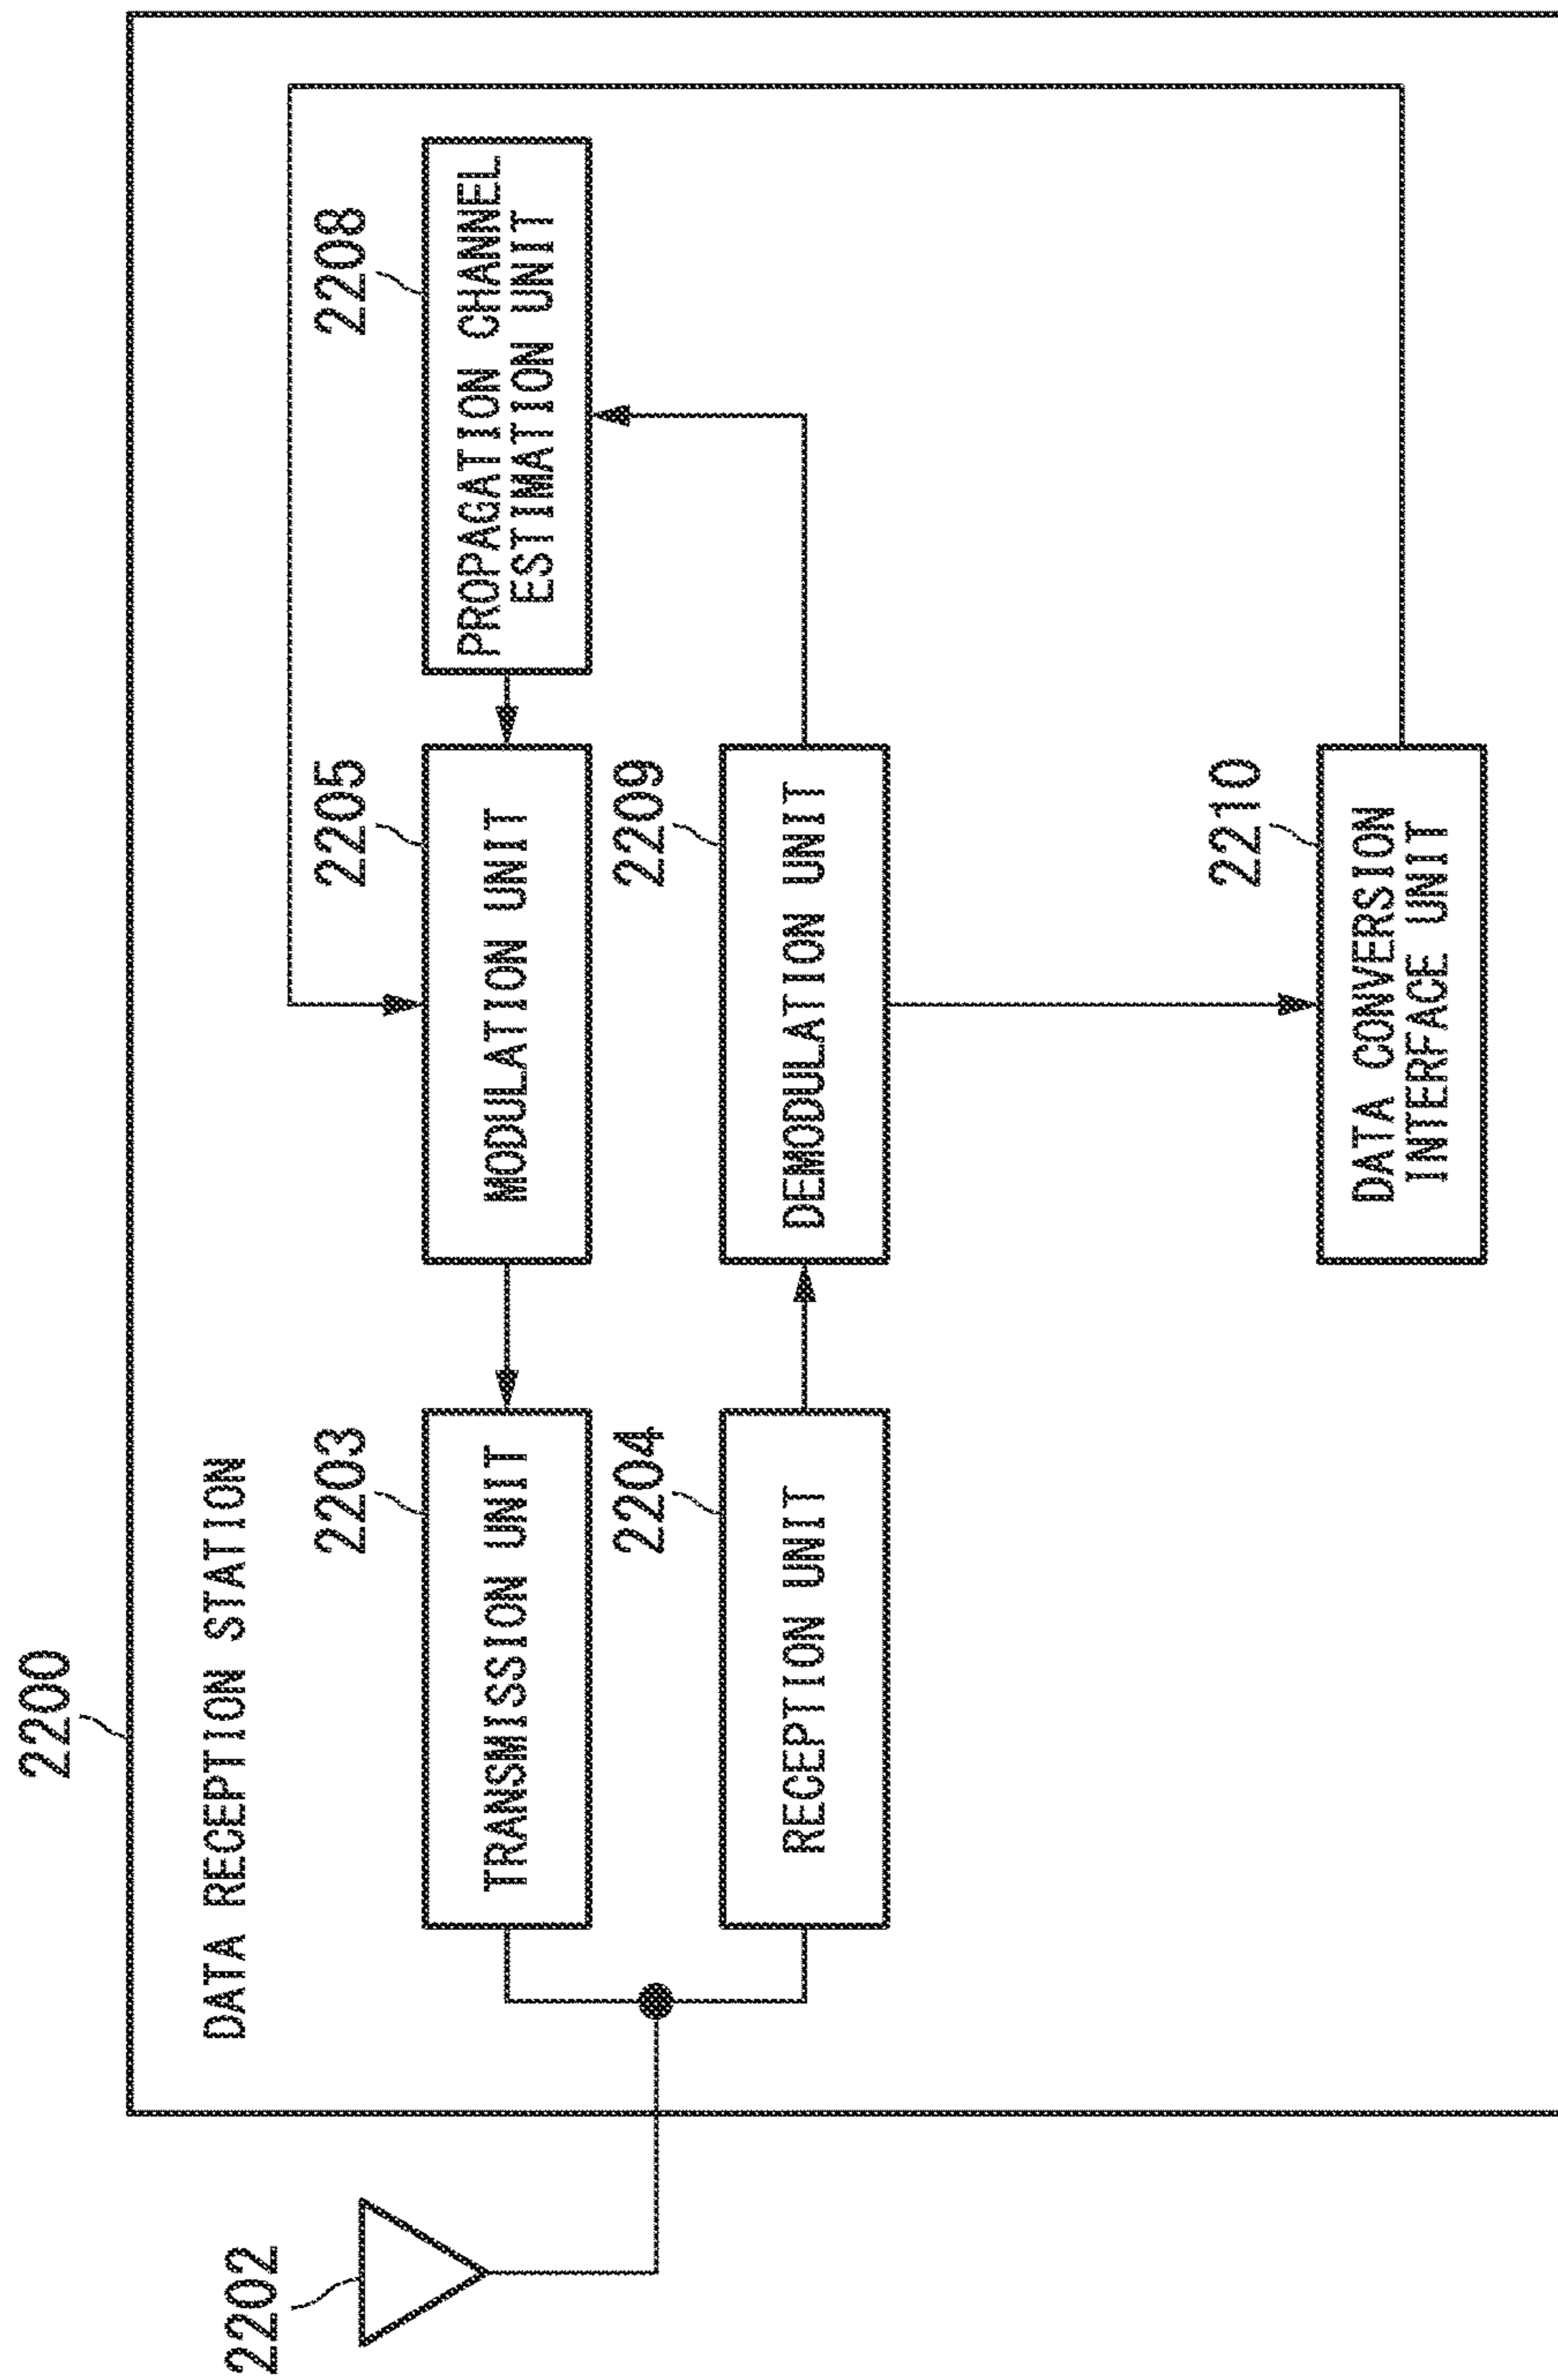 2200
DATA RECEPTION STATION
2202
2203
TRANSMISSION UNIT
2205
MODULATION UNIT
2208
PROPAGATION CHANNEL
ESTIMATION UNIT
2204
RECEPTION UNIT
2209
DEMODULATION UNIT
2210
DATA CONVERSION
INTERFACE UNIT